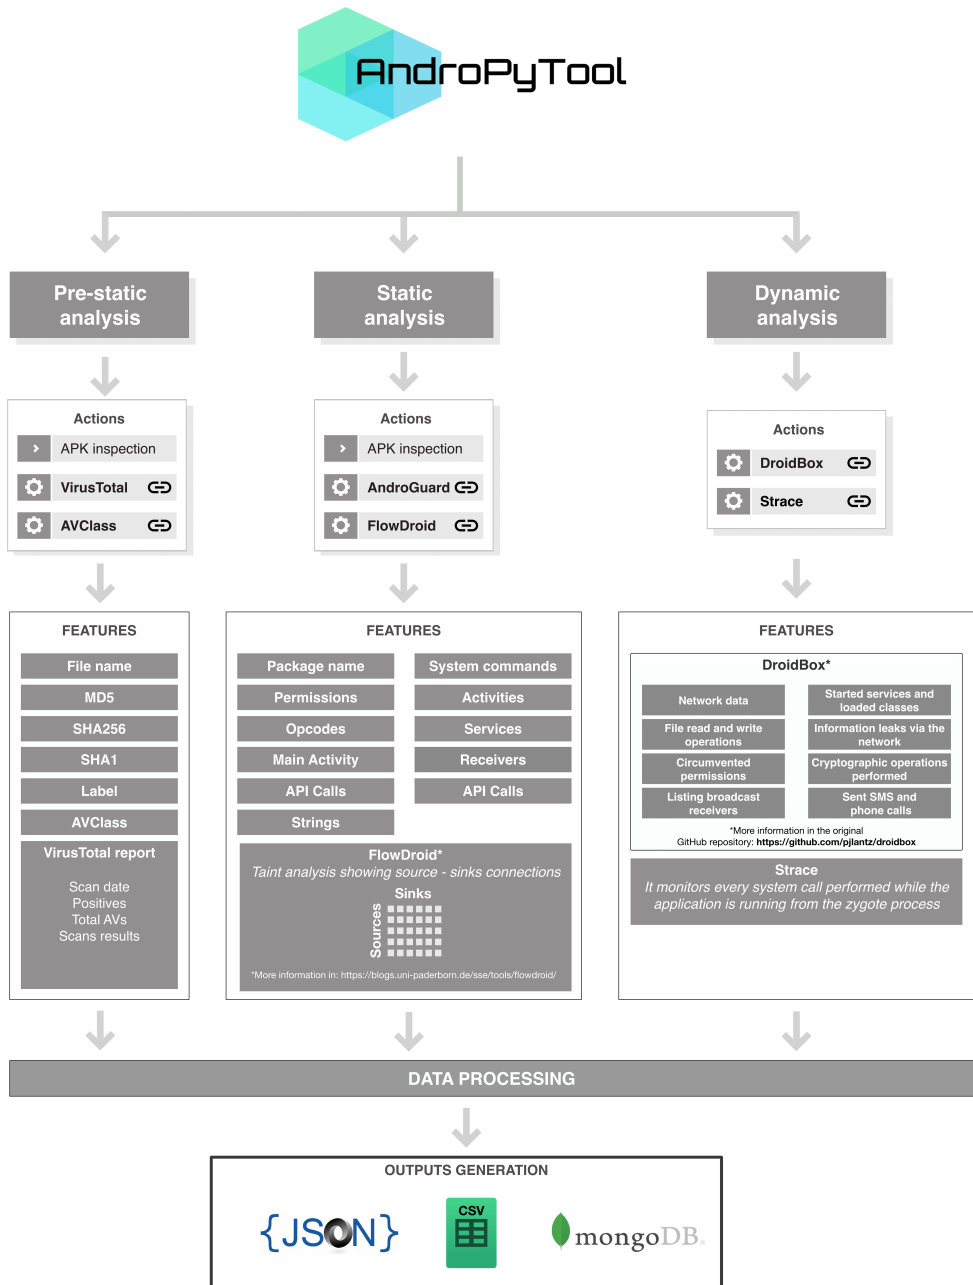 AndroPyTool
Pre-static
analysis
Static
analysis
Dynamic
analysis
Actions
APK inspection
VirusTotal
AVClass
Actions
APK inspection
AndroGuard
FlowDroid
Actions
DroidBox
Strace
FEATURES
File name
MD5
SHA256
SHA1
Label
AVClass
VirusTotal report
Scan date
Positives
Total AVs
Scans results
FEATURES
Package name
System commands
Permissions
Activities
Opcodes
Services
Main Activity
Receivers
API Calls
API Calls
Strings
FlowDroid*
Taint analysis showing source - sinks connections
Sinks
Sources
*More information in: https://blogs.uni-paderborn.de/sse/tools/flowdroid/
FEATURES
DroidBox*
Network data
Started services and
loaded classes
File read and write
operations
Information leaks via the
network
Circumvented
permissions
Cryptographic operations
performed
Listing broadcast
receivers
Sent SMS and
phone calls
*More information in the original
GitHub repository: https://github.com/pjlantz/droidbox
Strace
It monitors every system call performed while the
application is running from the zygote process
DATA PROCESSING
OUTPUTS GENERATION
{JSON}
CSV
mongoDB.